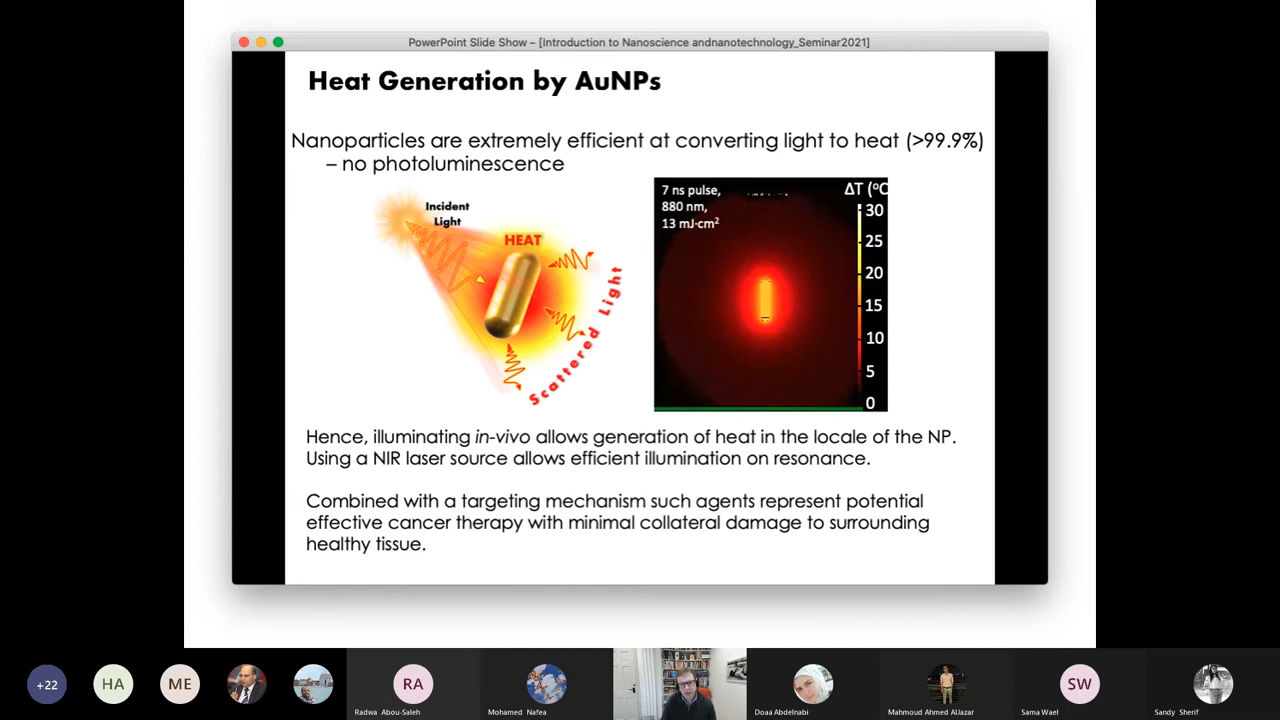 PowerPoint Slide Show – [Introduction to Nanoscience andnanotechnology_Seminar2021]
Heat Generation by AuNPs
Nanoparticles are extremely efficient at converting light to heat (>99.9%)
– no photoluminescence
Incident
Light
HEAT
Scattered Light
7 ns pulse,
880 nm,
13 mJ·cm²
ΔT (°C
30
25
20
15
10
5
0
Hence, illuminating in-vivo allows generation of heat in the locale of the NP.
Using a NIR laser source allows efficient illumination on resonance.
Combined with a targeting mechanism such agents represent potential
effective cancer therapy with minimal collateral damage to surrounding
healthy tissue.
+22
HA
ME
RA
Radwa Abou-Saleh
Mohamed Nafea
Doaa Abdelnabi
Mahmoud Ahmed AlJazar
SW
Sama Wael
Sandy Sherif